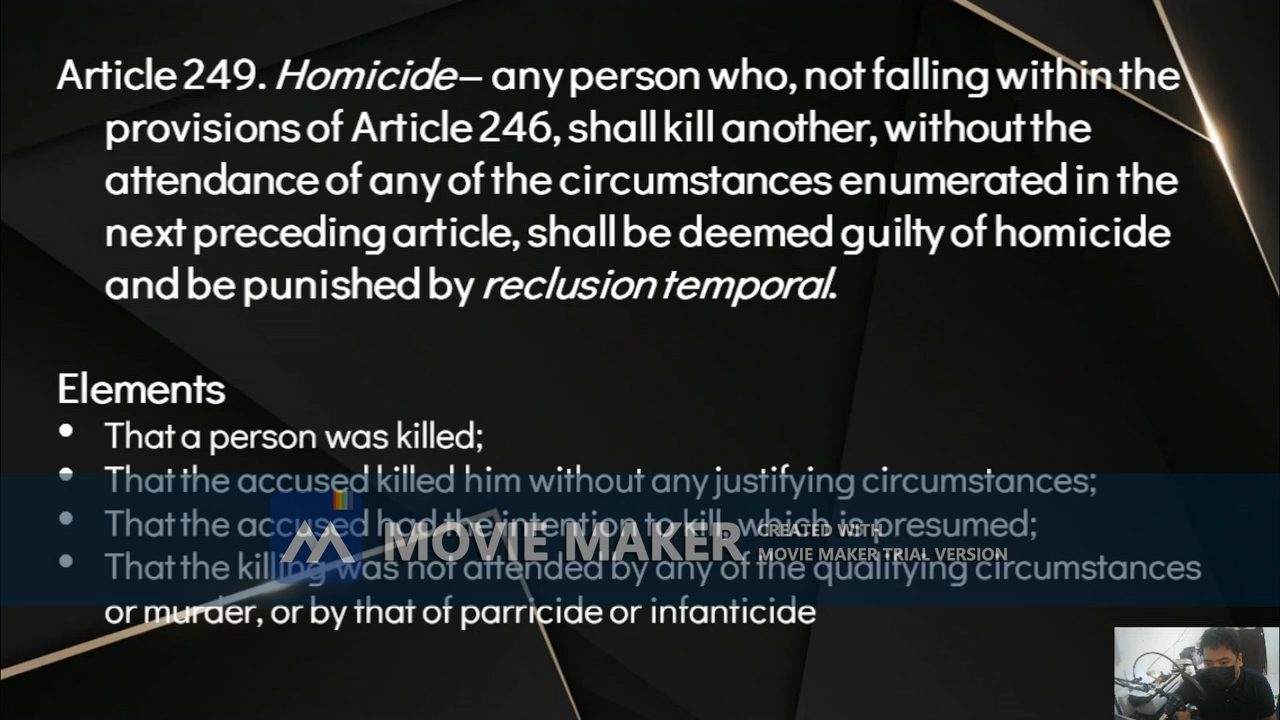 Article 249. Homicide– any person who, not falling within the
provisions of Article 246, shall kill another, without the
attendance of any of the circumstances enumerated in the
next preceding article, shall be deemed guilty of homicide
and be punished by reclusion temporal.
Elements
• That a person was killed;
• That the accused killed him without any justifying circumstances;
• That the accused had the intention to kill, which is presumed;
• That the killing was not attended by any of the qualifying circumstances
or murder, or by that of parricide or infanticide
MOVIE MAKER
CREATED WITH
MOVIE MAKER TRIAL VERSION